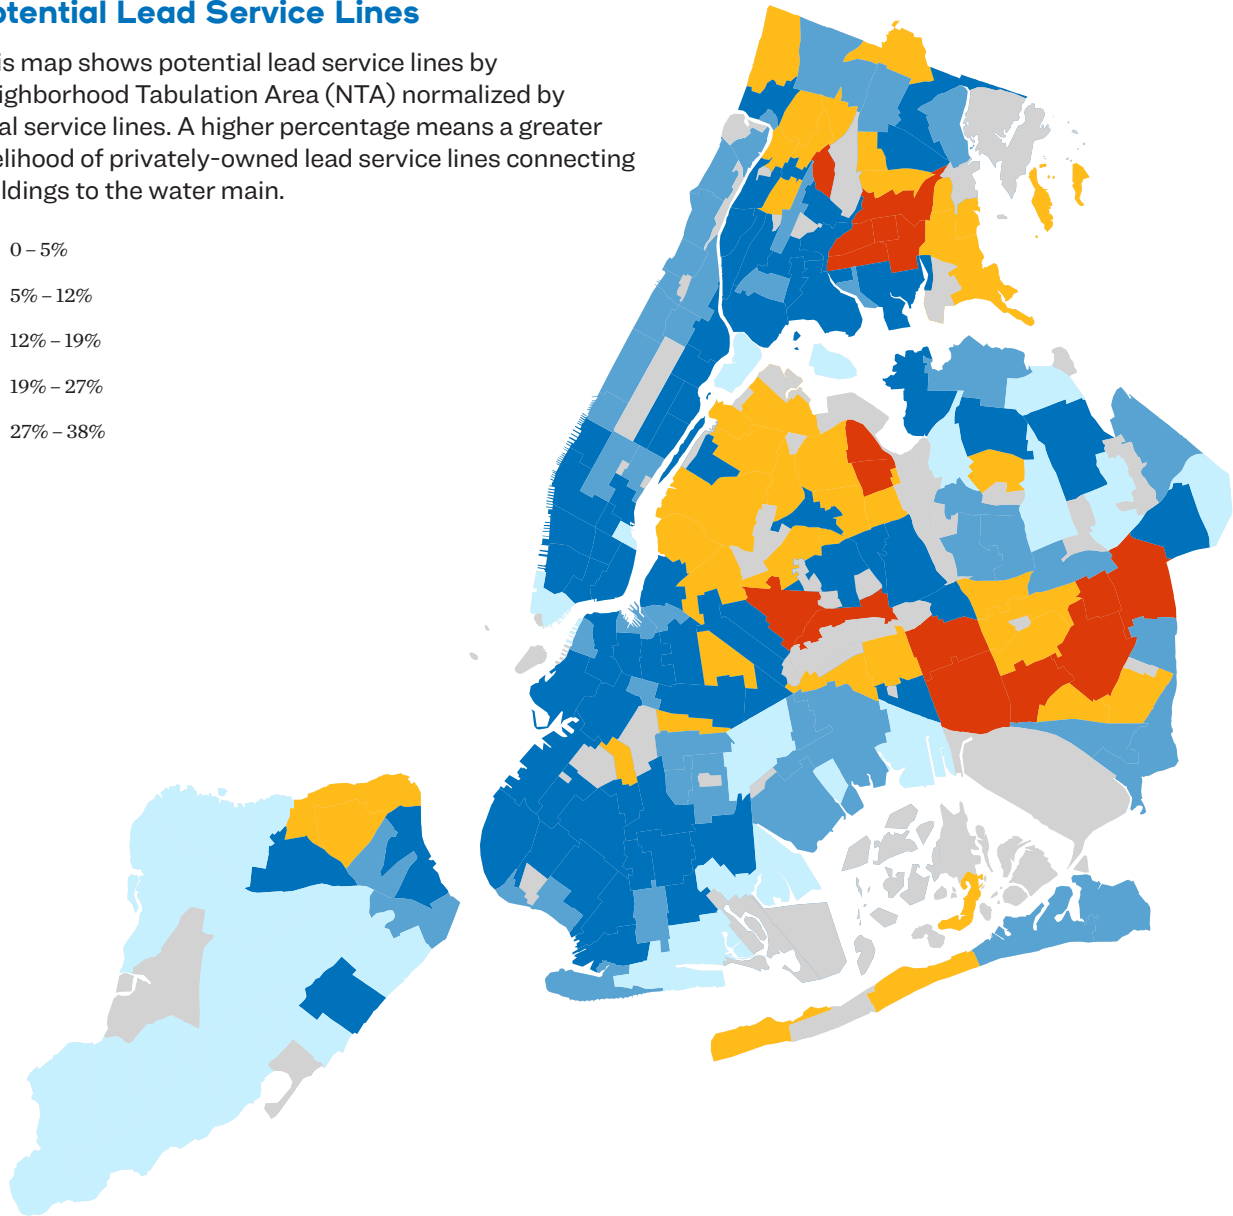 otential Lead Service Lines
is map shows potential lead service lines by
ighborhood Tabulation Area (NTA) normalized by
al service lines. A higher percentage means a greater
elihood of privately-owned lead service lines connecting
ildings to the water main.
0 – 5%
5% – 12%
12% – 19%
19% – 27%
27% – 38%